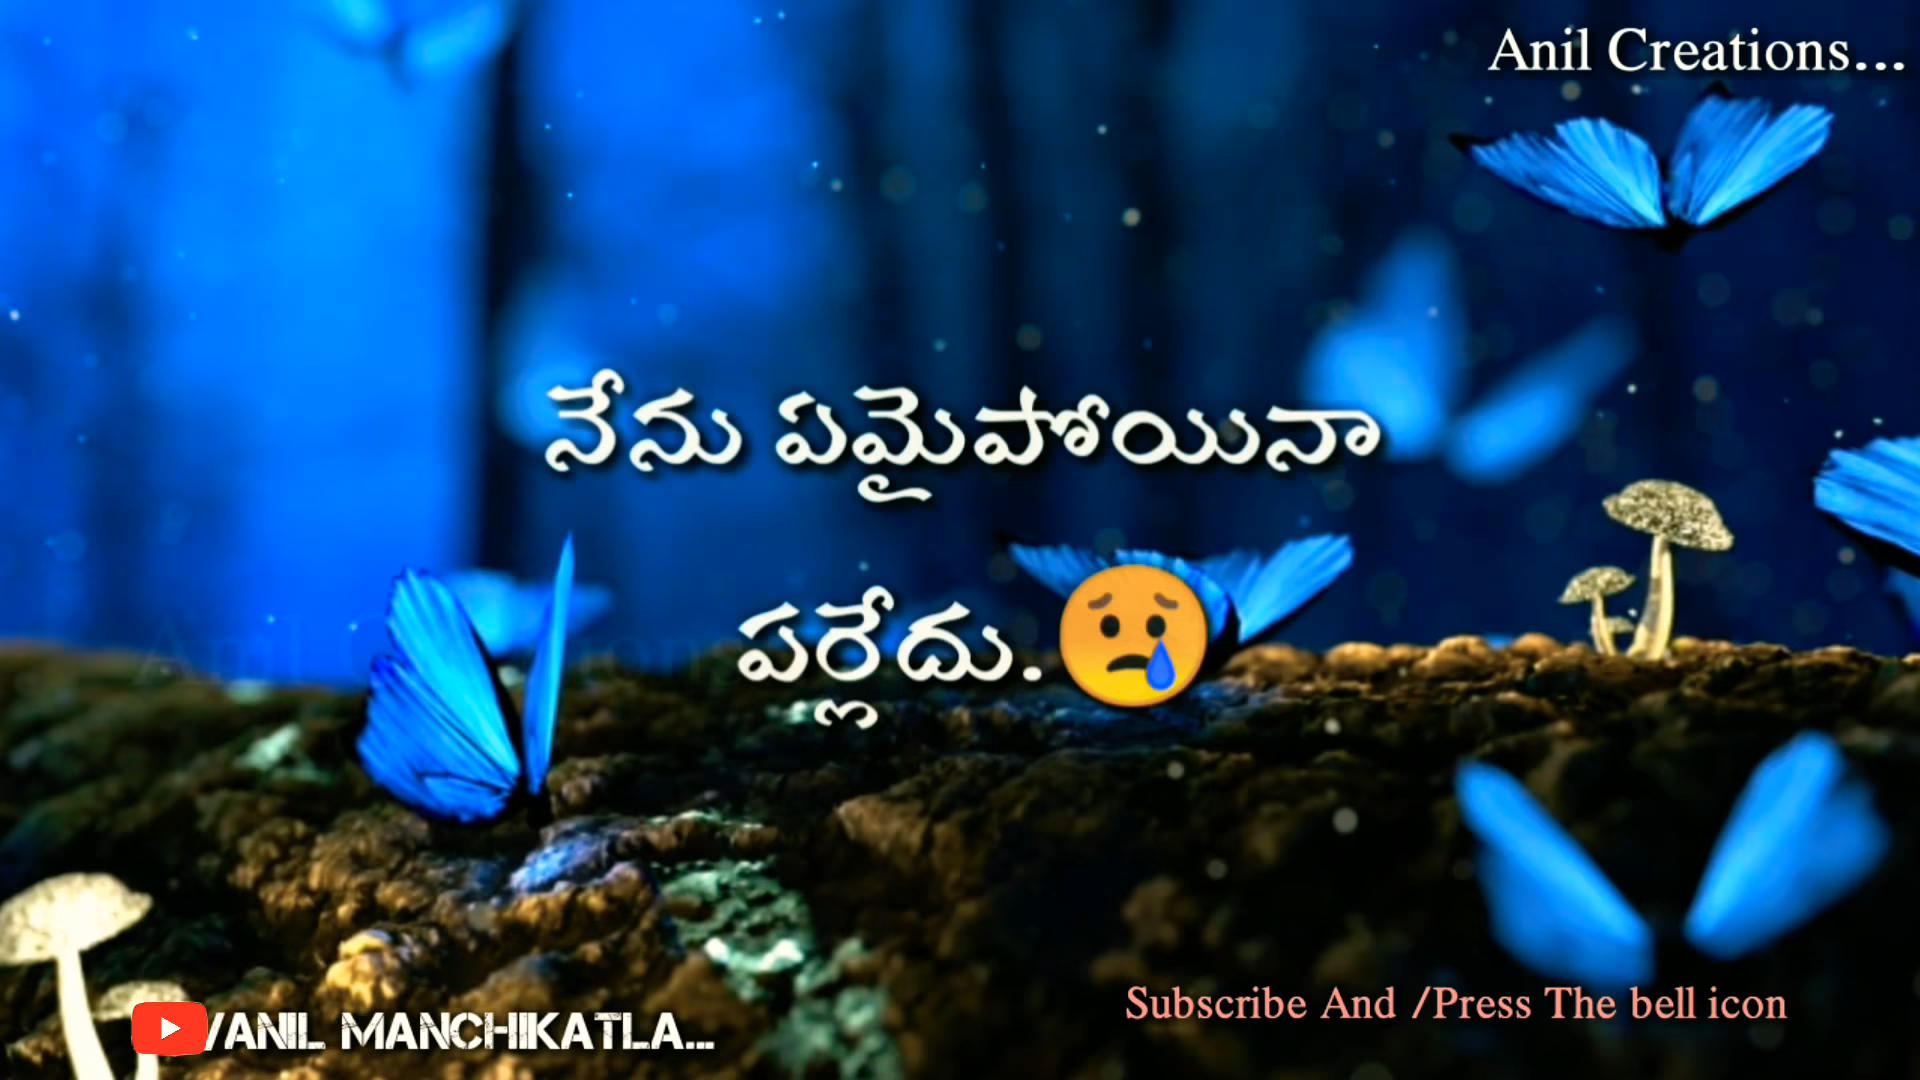 Anil Creations...
నేను ఏమైపోయినా
పర్లేదు.😢
/ANIL MANCHIKATLA...
Subscribe And /Press The bell icon